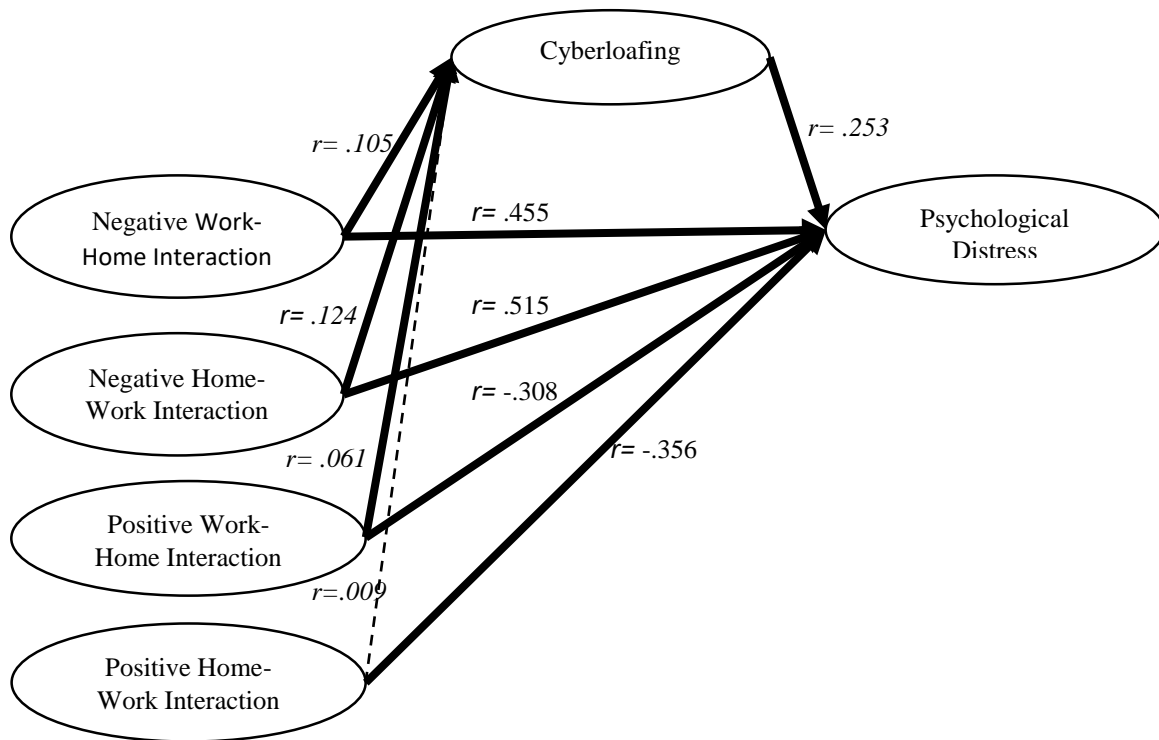 Cyberloafing
r= .105
r= .253
Negative Work-
Home Interaction
r= .455
Psychological
Distress
r= .124
r= .515
Negative Home-
Work Interaction
r= -.308
r= -.356
r= .061
Positive Work-
Home Interaction
r=.009
Positive Home-
Work Interaction